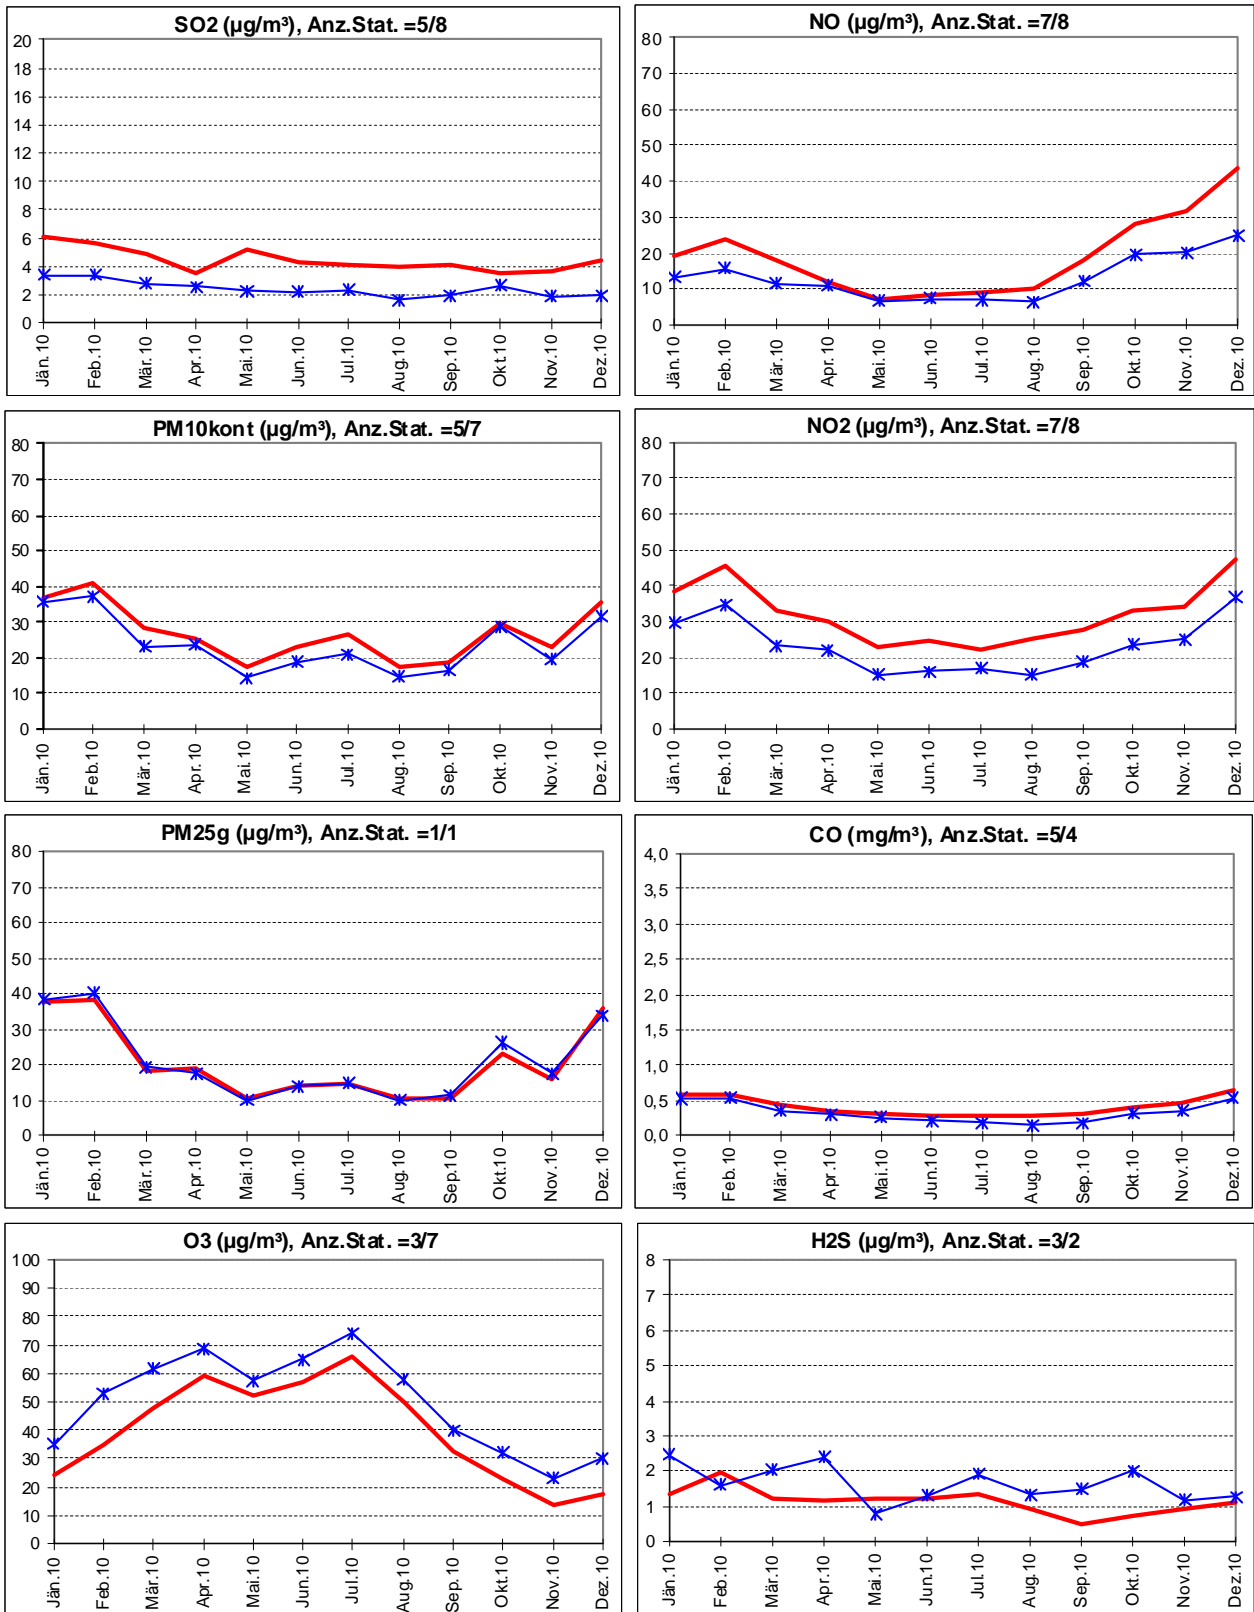 SO2 (µg/m³), Anz.Stat. =5/8
20
18
16
14
12
10
8
6
4
2
0
Jän.10
Feb.10
Mär.10
Apr.10
Mai.10
Jun.10
Jul.10
Aug.10
Sep.10
Okt.10
Nov.10
Dez.10
NO (µg/m³), Anz.Stat. =7/8
80
70
60
50
40
30
20
10
0
Jän.10
Feb.10
Mär.10
Apr.10
Mai.10
Jun.10
Jul.10
Aug.10
Sep.10
Okt.10
Nov.10
Dez.10
PM10kont (µg/m³), Anz.Stat. =5/7
80
70
60
50
40
30
20
10
0
Jän.10
Feb.10
Mär.10
Apr.10
Mai.10
Jun.10
Jul.10
Aug.10
Sep.10
Okt.10
Nov.10
Dez.10
NO2 (µg/m³), Anz.Stat. =7/8
80
70
60
50
40
30
20
10
0
Jän.10
Feb.10
Mär.10
Apr.10
Mai.10
Jun.10
Jul.10
Aug.10
Sep.10
Okt.10
Nov.10
Dez.10
PM25g (µg/m³), Anz.Stat. =1/1
80
70
60
50
40
30
20
10
0
Jän.10
Feb.10
Mär.10
Apr.10
Mai.10
Jun.10
Jul.10
Aug.10
Sep.10
Okt.10
Nov.10
Dez.10
CO (mg/m³), Anz.Stat. =5/4
4,0
3,5
3,0
2,5
2,0
1,5
1,0
0,5
0,0
Jän.10
Feb.10
Mär.10
Apr.10
Mai.10
Jun.10
Jul.10
Aug.10
Sep.10
Okt.10
Nov.10
Dez.10
O3 (µg/m³), Anz.Stat. =3/7
100
90
80
70
60
50
40
30
20
10
0
Jän.10
Feb.10
Mär.10
Apr.10
Mai.10
Jun.10
Jul.10
Aug.10
Sep.10
Okt.10
Nov.10
Dez.10
H2S (µg/m³), Anz.Stat. =3/2
8
7
6
5
4
3
2
1
0
Jän.10
Feb.10
Mär.10
Apr.10
Mai.10
Jun.10
Jul.10
Aug.10
Sep.10
Okt.10
Nov.10
Dez.10